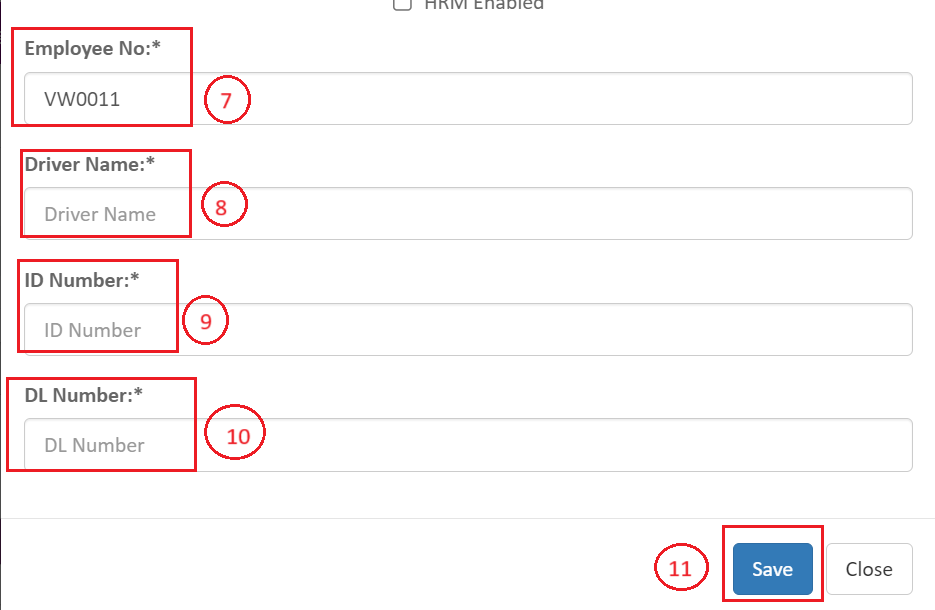 HRM Enabled
Employee No:*
VW0011
7
Driver Name:*
Driver Name
8
ID Number:*
ID Number
9
DL Number:*
DL Number
10
11
Save
Close